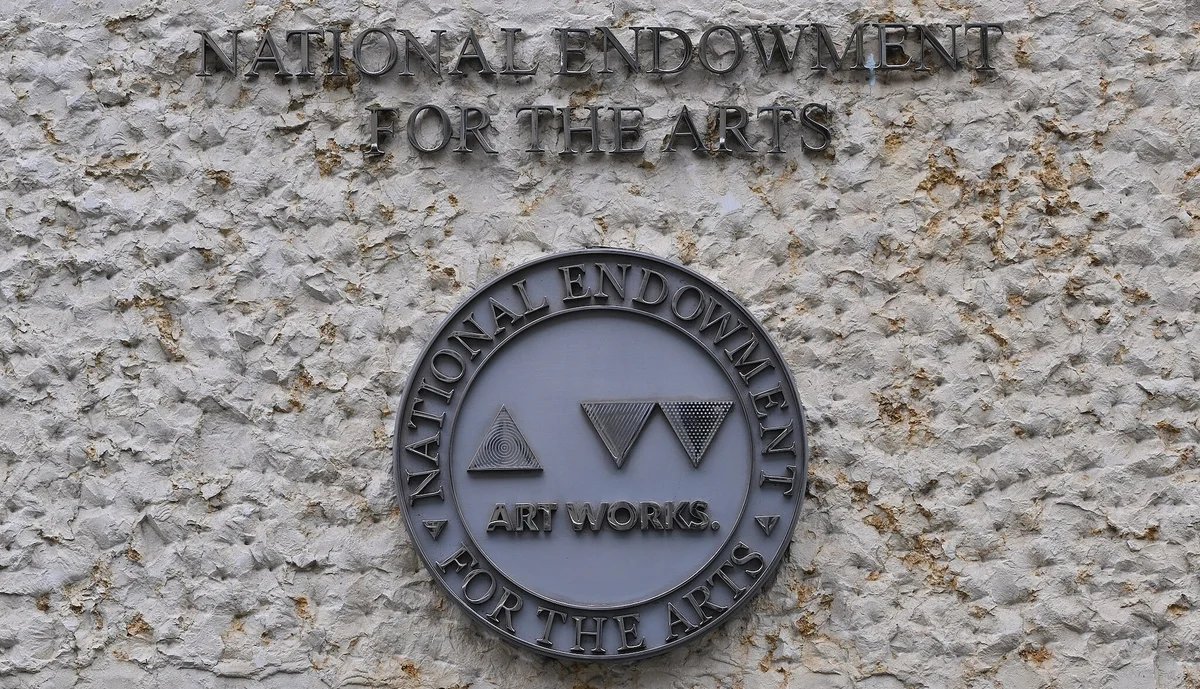 NATIONAL ENDOWMENT
FOR THE ARTS
NATIONAL ENDOWMENT
ART WORKS.
FOR THE ARTS